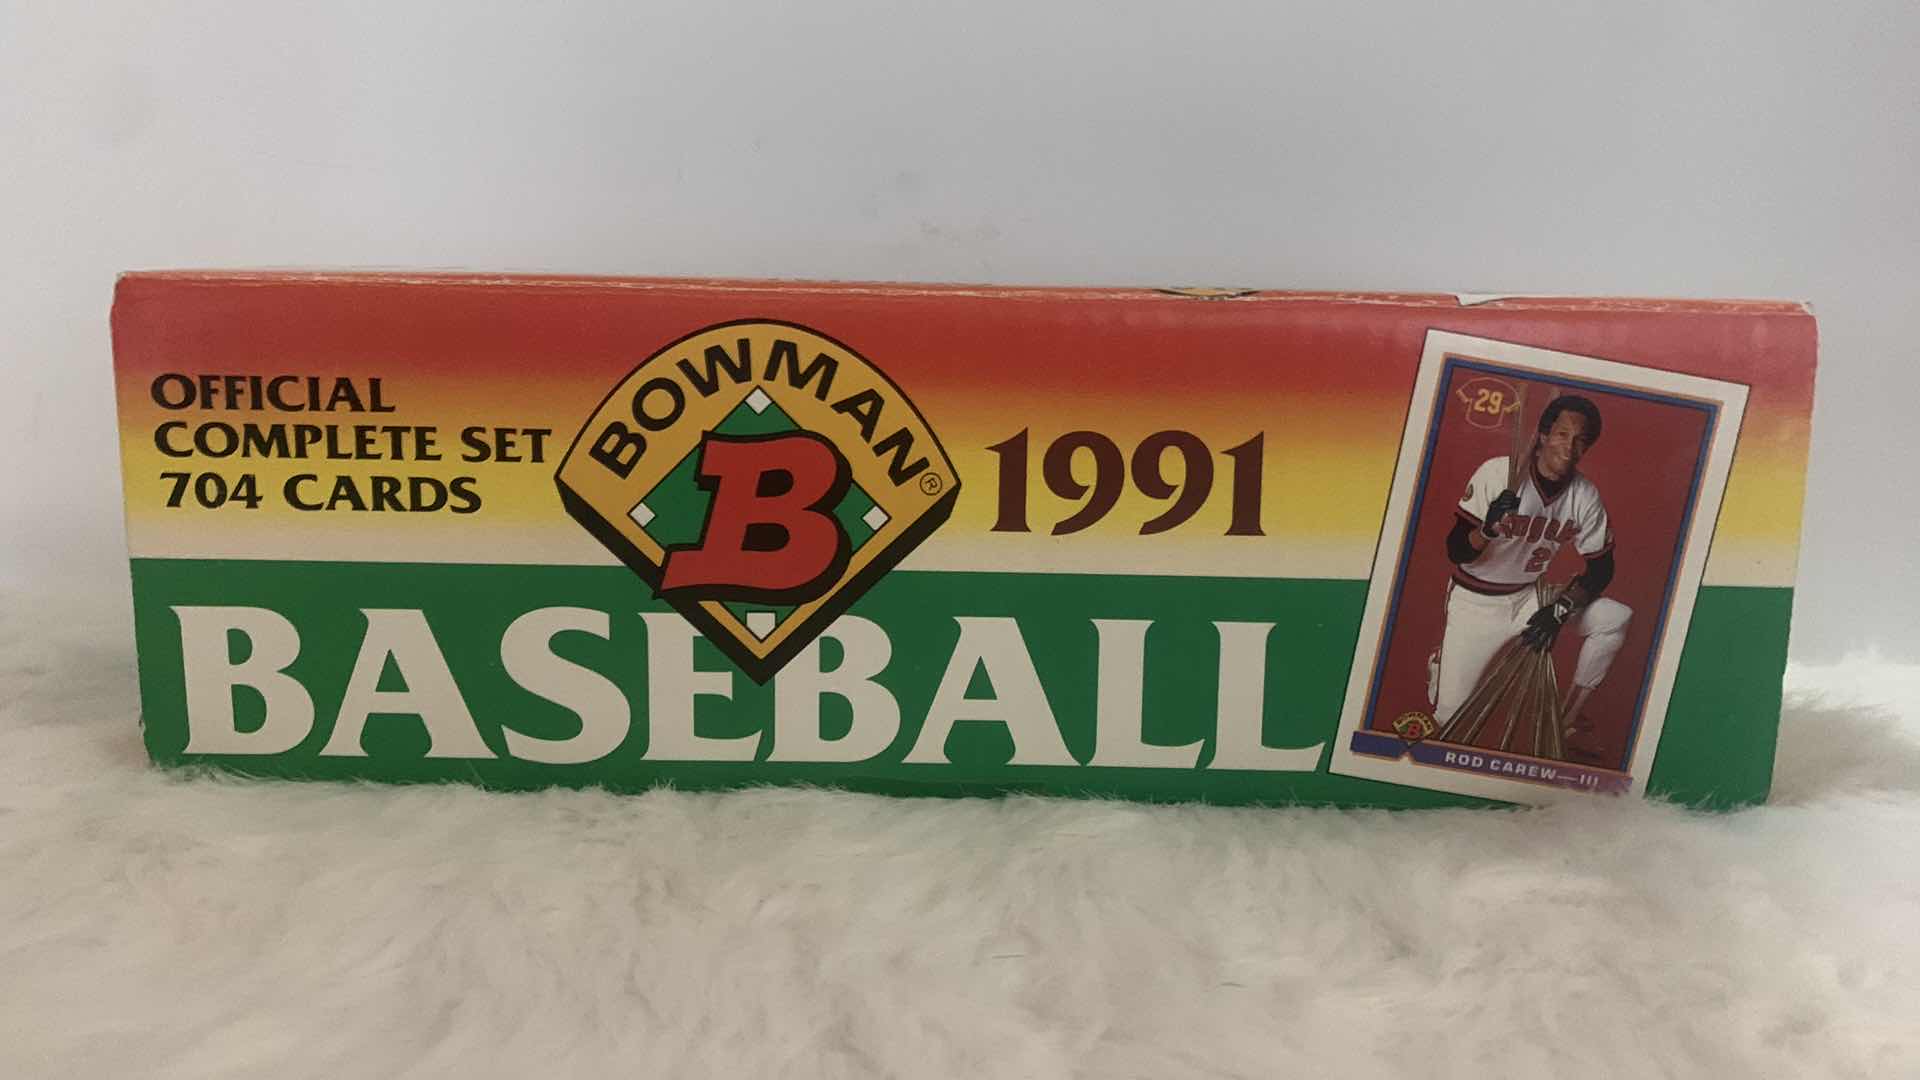 OFFICIAL
COMPLETE SET
704 CARDS
BOWMAN®
B
1991
BASEBALL
29
ROD CAREW—III